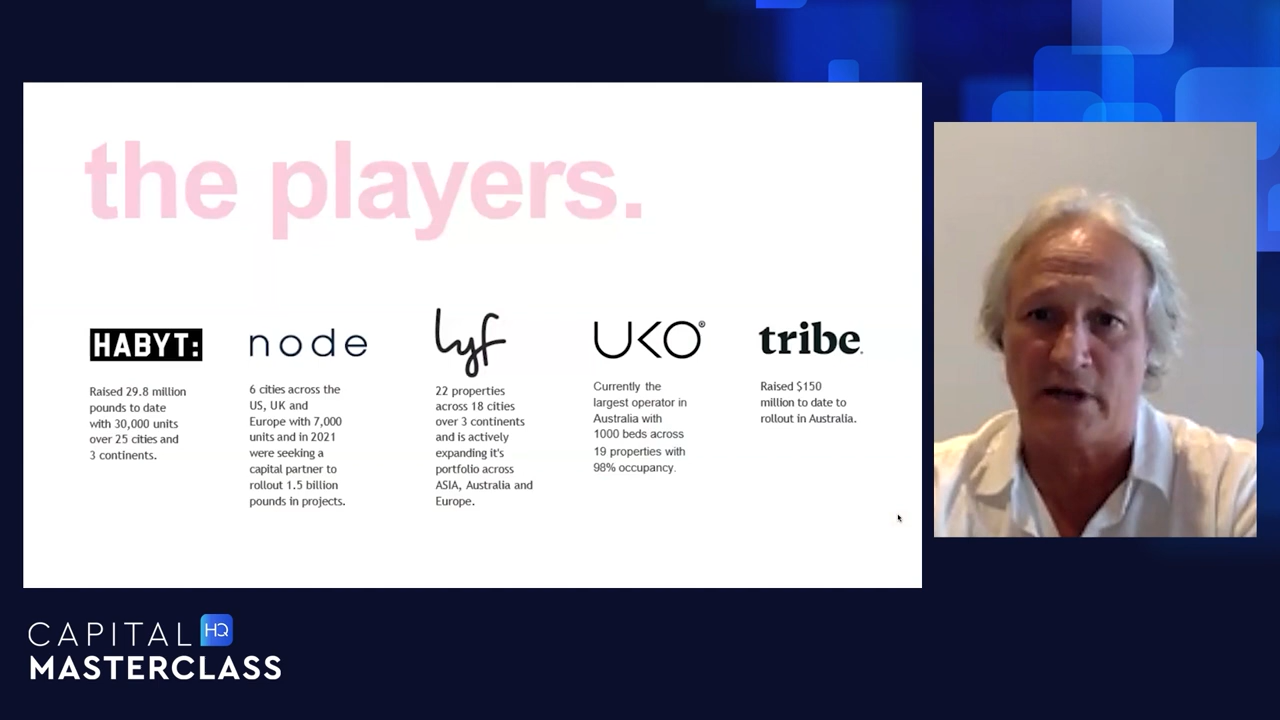 the players.
HABYT:
Raised 29.8 million
pounds to date
with 30,000 units
over 25 cities and
3 continents.
node
6 cities across the
US, UK and
Europe with 7,000
units and in 2021
were seeking a
capital partner to
rollout 1.5 billion
pounds in projects.
lyf
22 properties
across 18 cities
over 3 continents
and is actively
expanding it's
portfolio across
ASIA, Australia and
Europe.
UKO®
Currently the
largest operator in
Australia with
1000 beds across
19 properties with
98% occupancy.
tribe.
Raised $150
million to date to
rollout in Australia.
CAPITAL HQ
MASTERCLASS